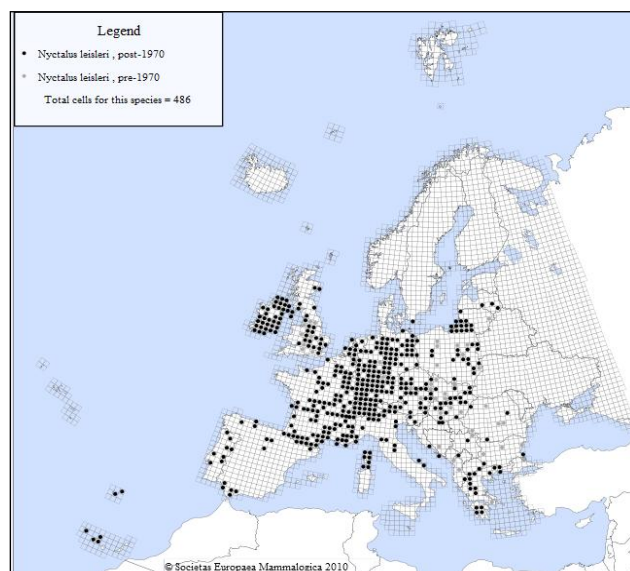 Legend
Nyctalus leisleri , post-1970
Nyctalus leisleri , pre-1970
Total cells for this species = 486
© Societas Europaea Mammalogica 2010